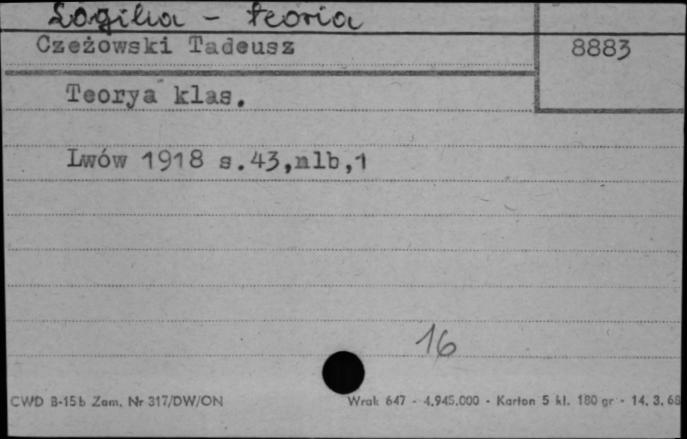 Logika - teoria
Czeżowski Tadeusz
8883
Teorya klas.
Lwów 1918 s.43,nlb,1
16
CWD B-15b Zam. Nr 317/DW/ON
Wrak 647 - 4.945.000 - Karton 5 kl. 180 gr - 14. 3. 68